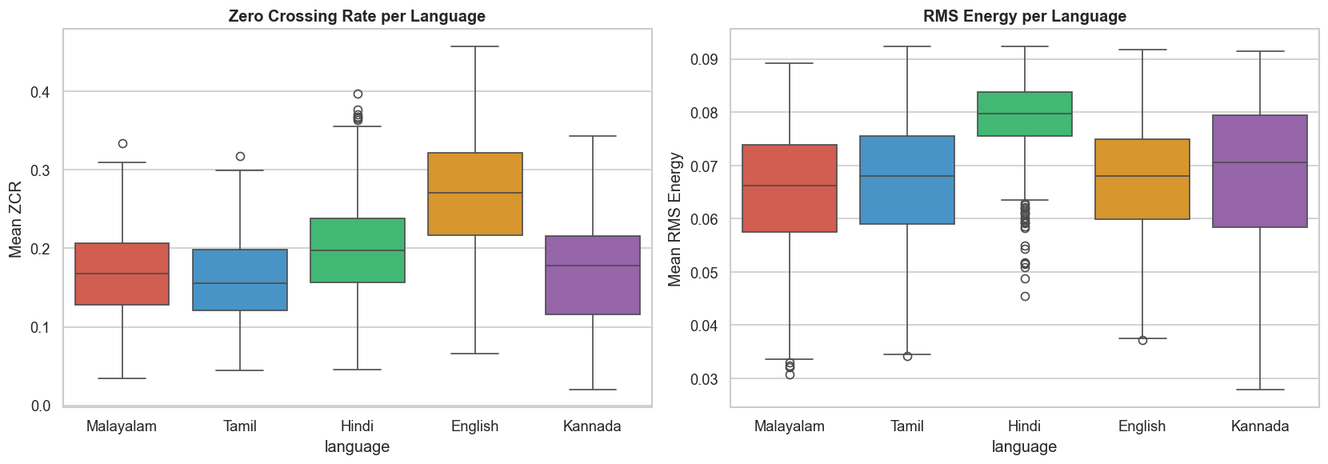 Zero Crossing Rate per Language
Mean ZCR
0.4
0.3
0.2
0.1
0.0
Malayalam Tamil Hindi English Kannada
language
RMS Energy per Language
Mean RMS Energy
0.09
0.08
0.07
0.06
0.05
0.04
0.03
Malayalam Tamil Hindi English Kannada
language